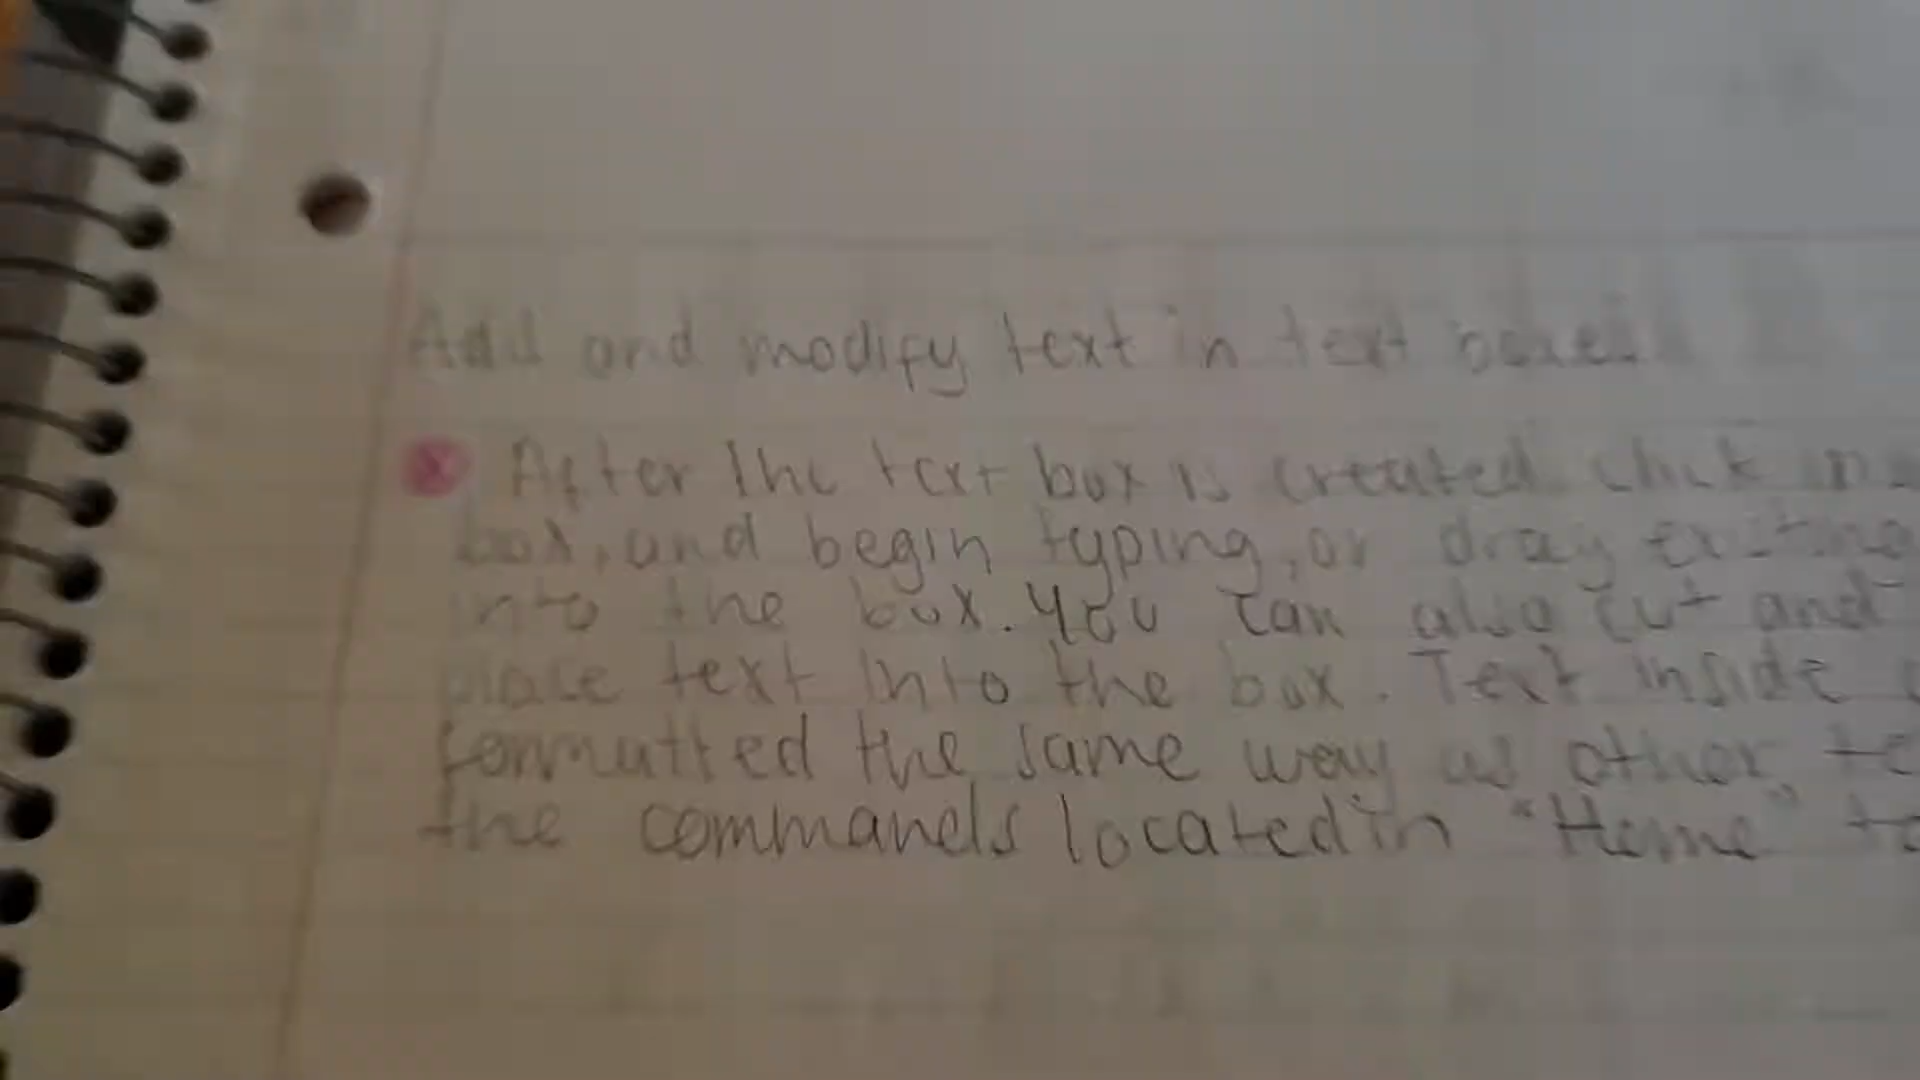 Add and modify text in text boxes
After the text box is created click in
box, and begin typing, or drag existing
into the box. You can also cut and
place text into the box. Text inside
formatted the same way as other
the commands located in "Home"